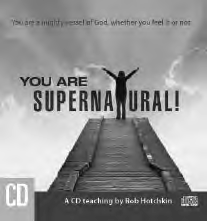 You are a mighty vessel of God, whether you feel it or not
YOU ARE
SUPERNATURAL!
CD
A CD teaching by Bob Hotchkin